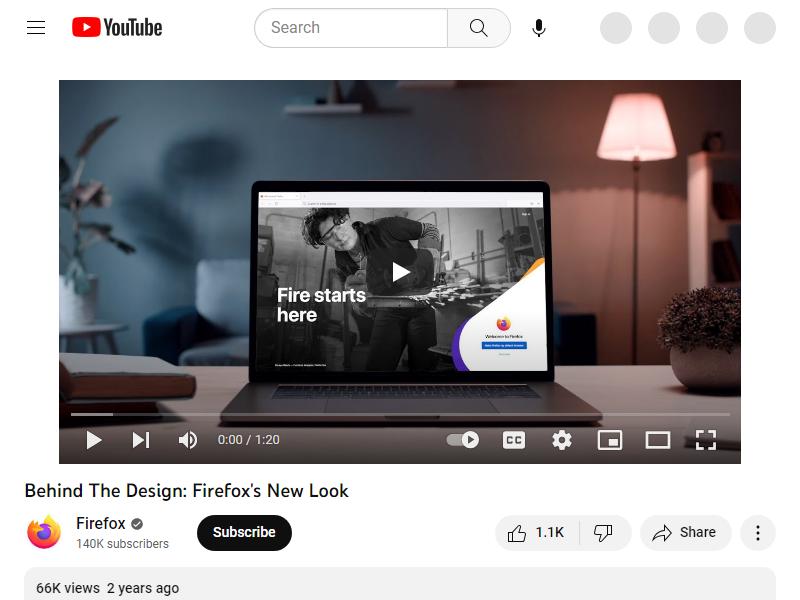 YouTube
Search
Fire starts
here
Welcome to Firefox
0:00 / 1:20
CC
Behind The Design: Firefox's New Look
Firefox
140K subscribers
Subscribe
1.1K
Share
66K views 2 years ago